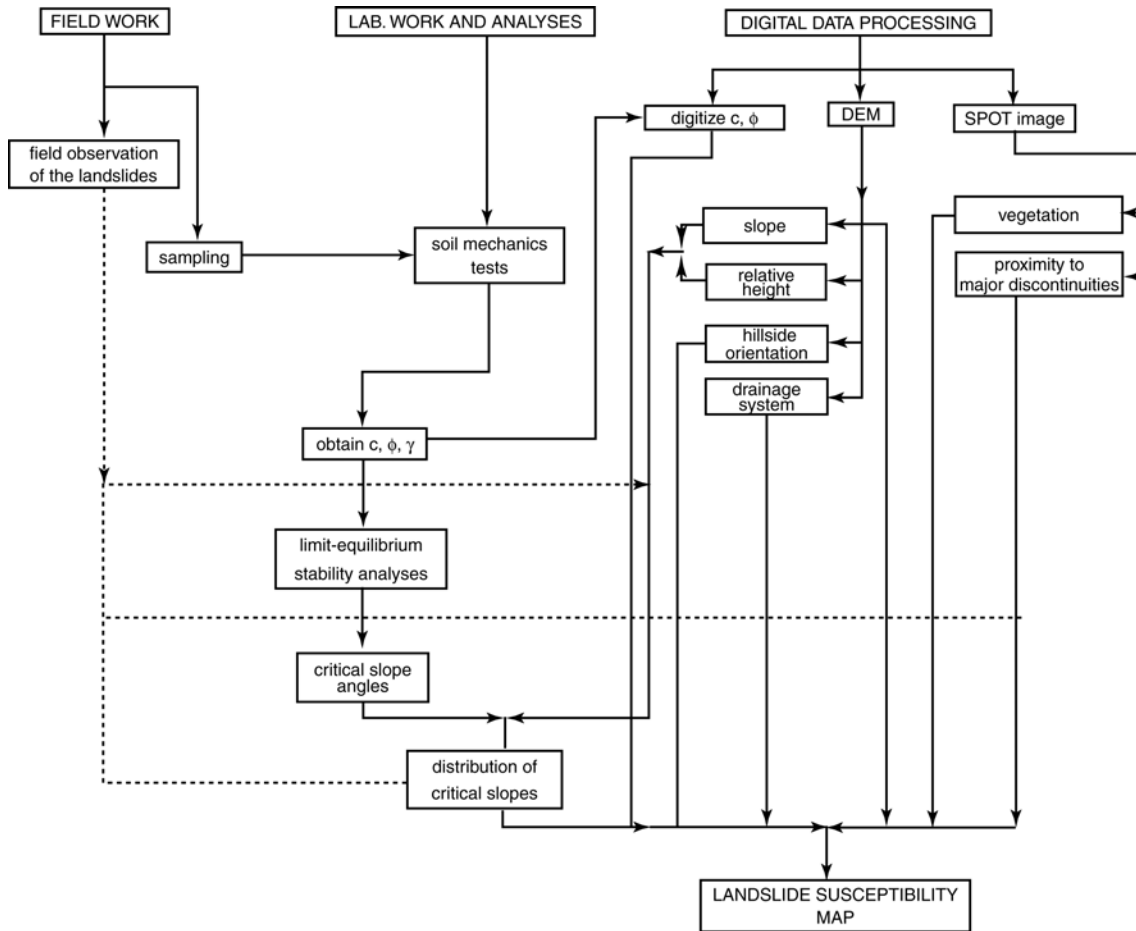 FIELD WORK
LAB. WORK AND ANALYSES
DIGITAL DATA PROCESSING
digitize c, ϕ
DEM
SPOT image
field observation
of the landslides
sampling
soil mechanics
tests
slope
relative
height
hillside
orientation
drainage
system
vegetation
proximity to
major discontinuities
obtain c, ϕ, γ
limit-equilibrium
stability analyses
critical slope
angles
distribution of
critical slopes
LANDSLIDE SUSCEPTIBILITY
MAP